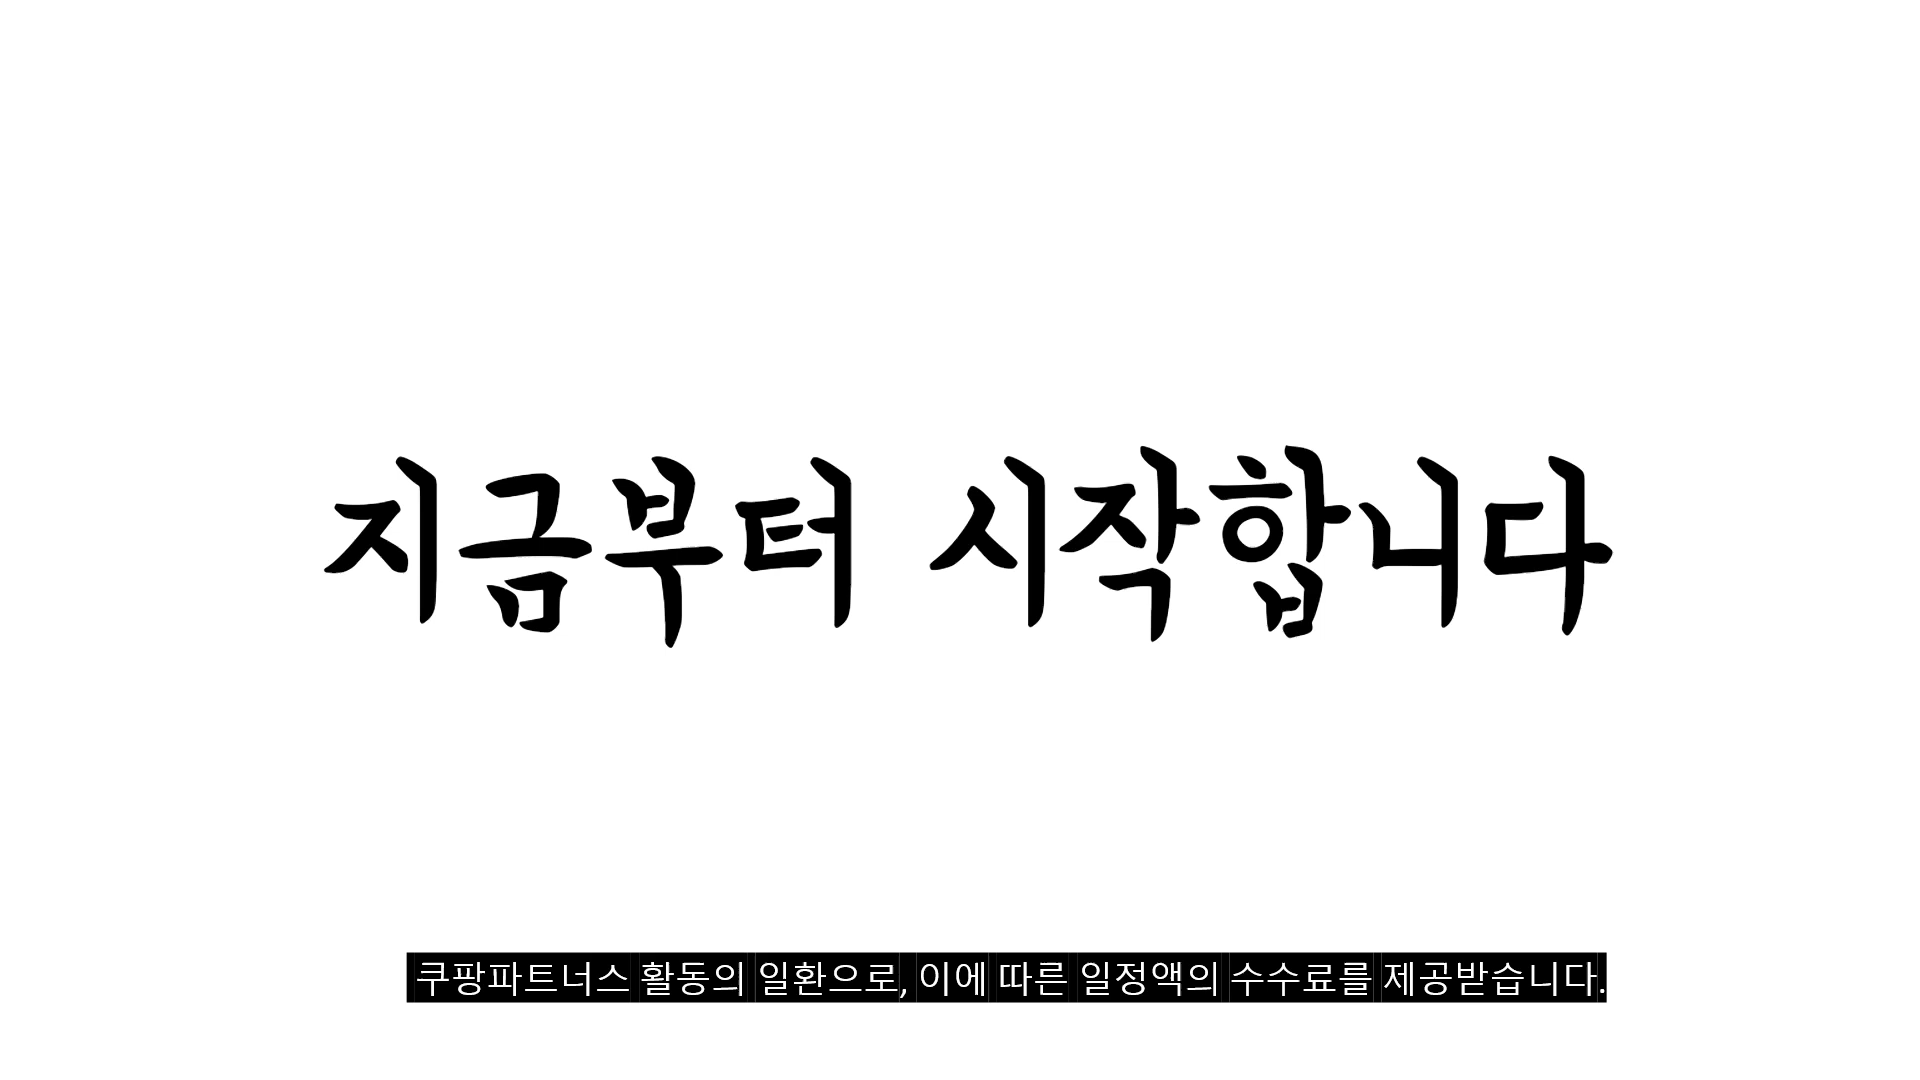 지금부터 시작합니다
쿠팡파트너스 활동의 일환으로, 이에 따른 일정액의 수수료를 제공받습니다.